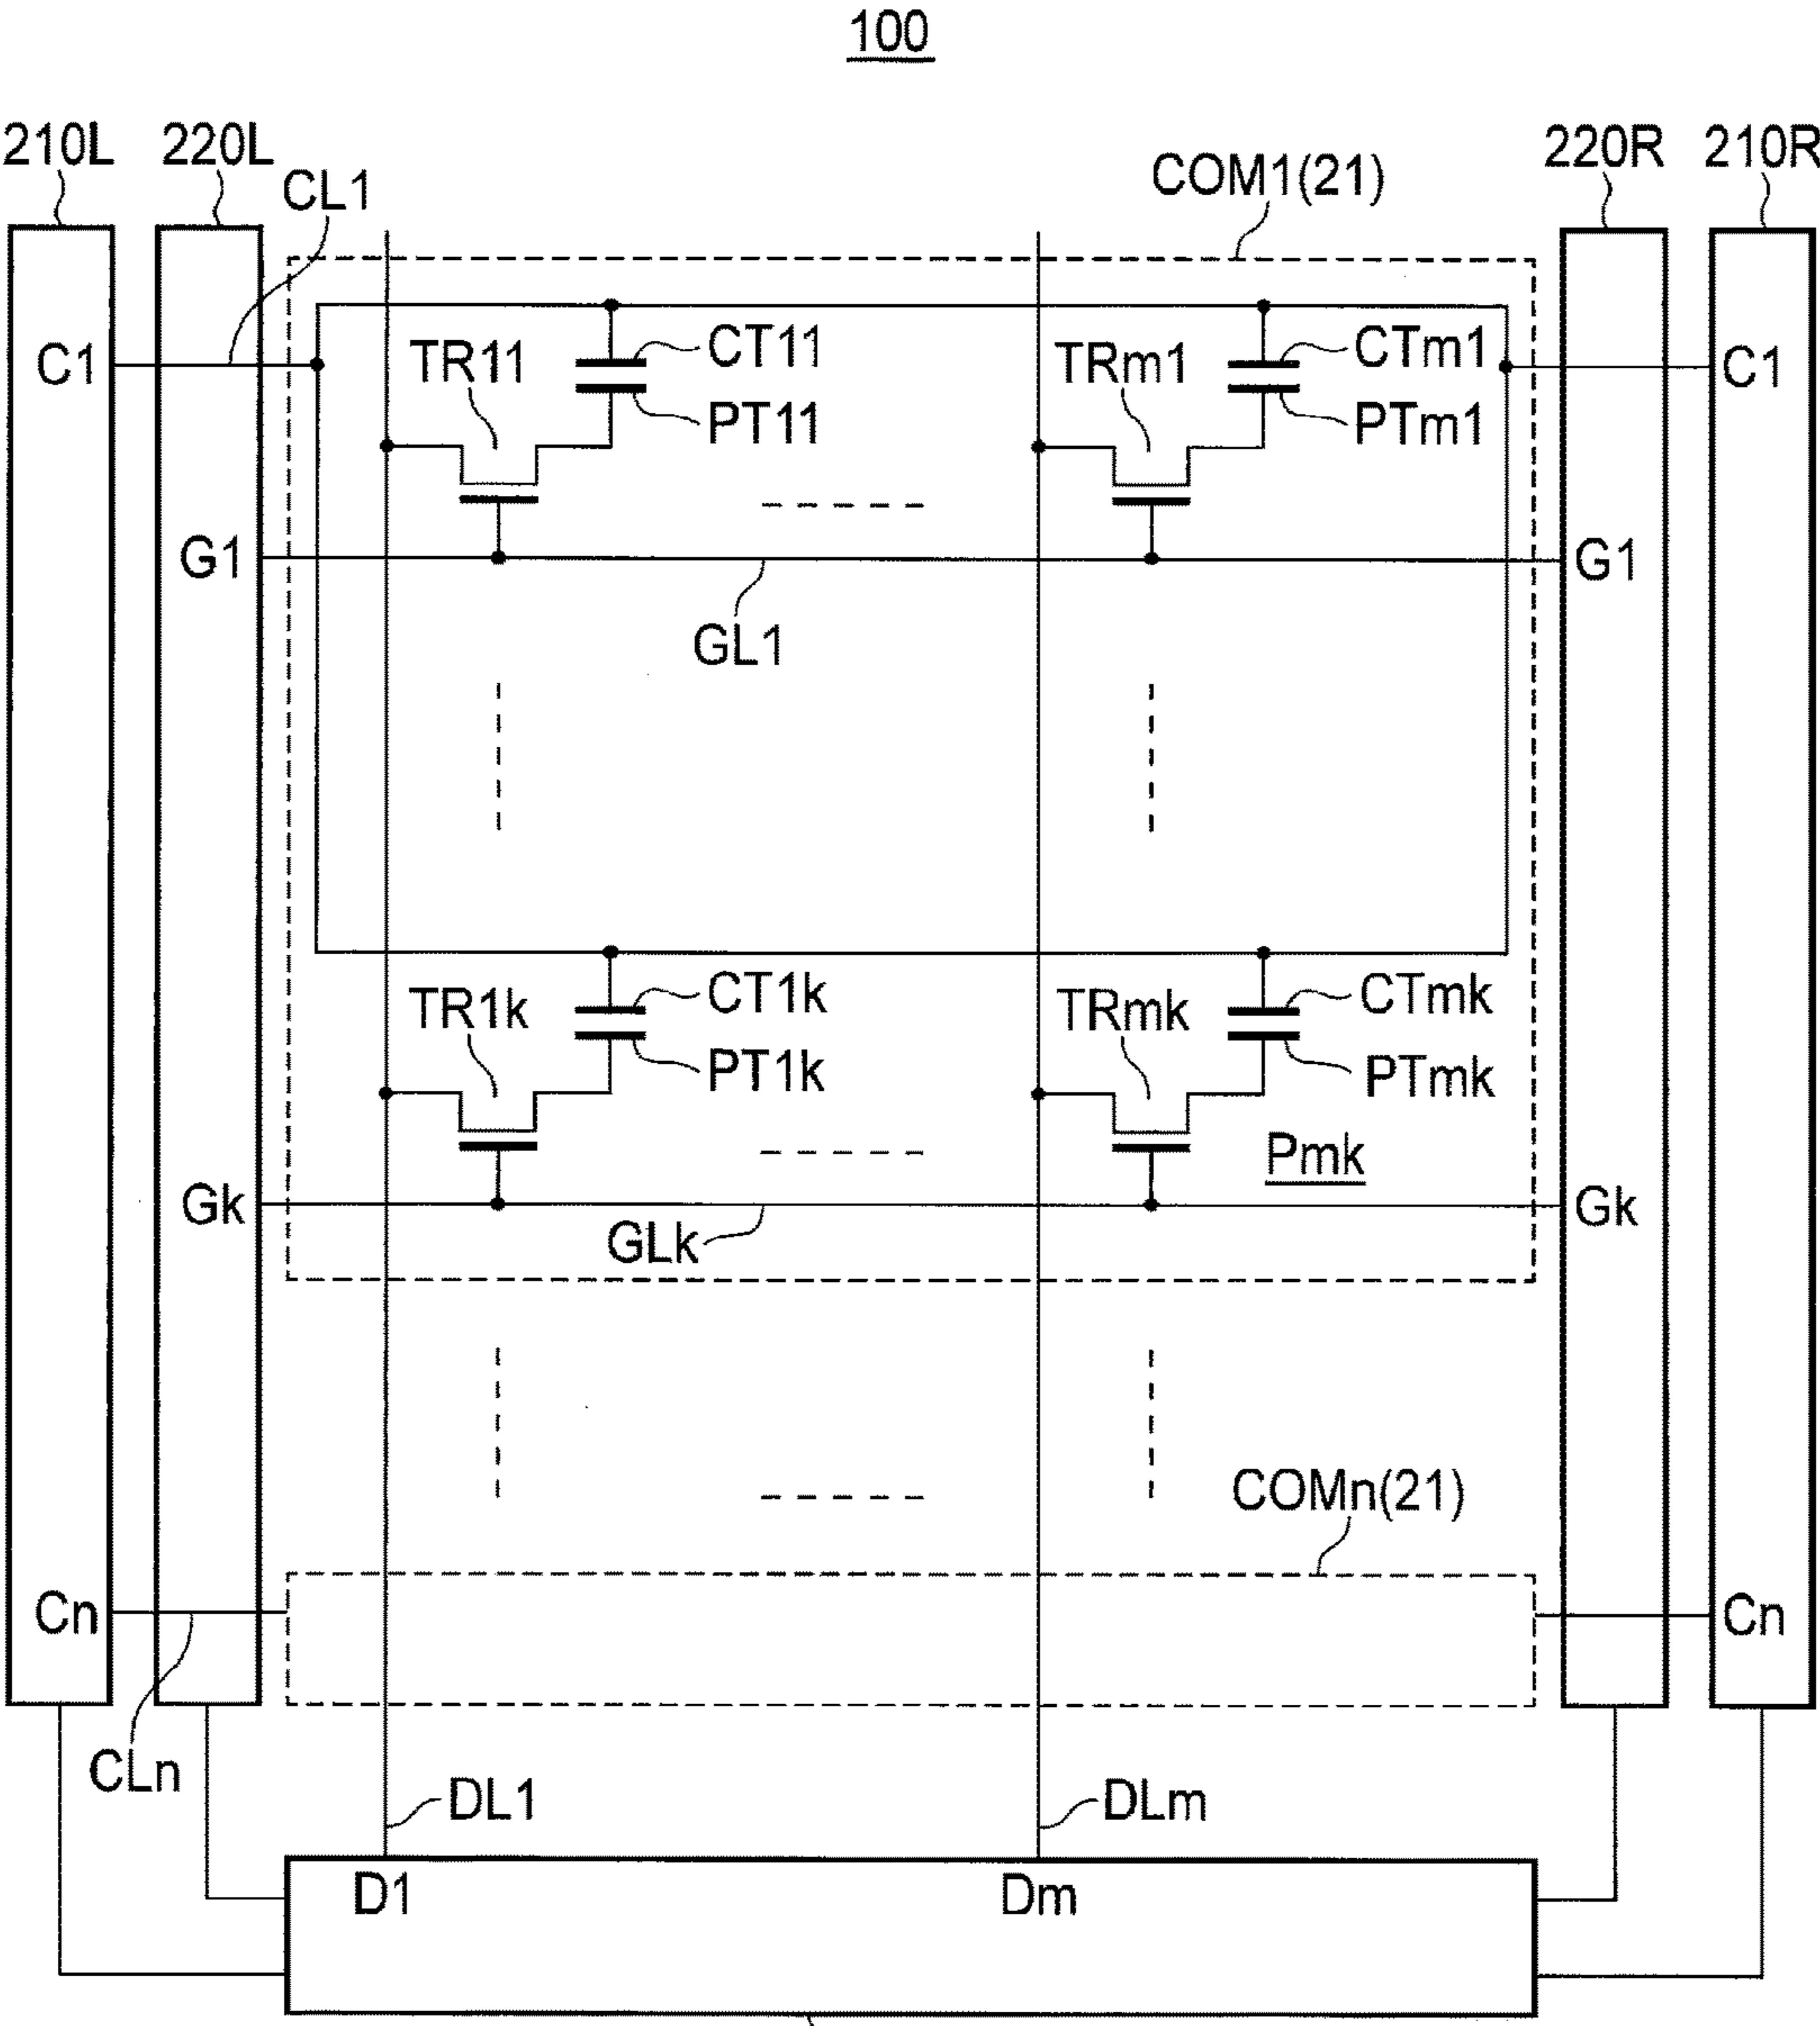 100
210L
220L
CL1
COM1(21)
220R
210R
C1
TR11
CT11
PT11
TRm1
CTm1
PTm1
C1
G1
GL1
G1
TR1k
CT1k
PT1k
TRmk
CTmk
PTmk
Pmk
Gk
GLk
Gk
COMn(21)
Cn
Cn
CLn
DL1
DLm
D1
Dm